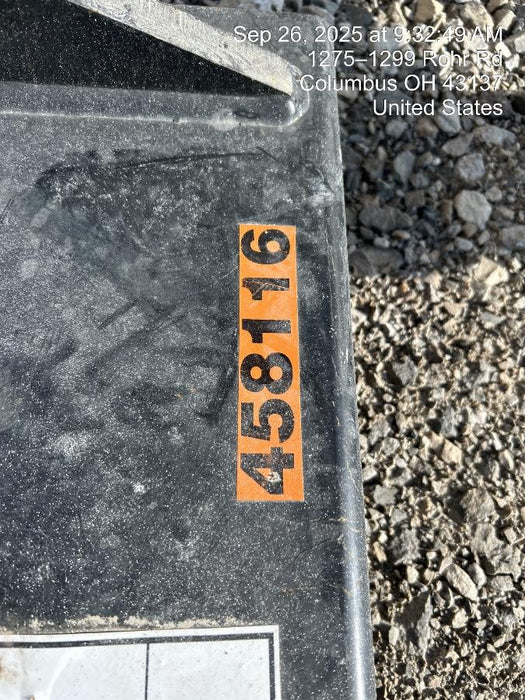 Sep 26, 2025 at 9:32:49 AM
1275–1299 Rohr Rd
Columbus OH 43137
United States
458116